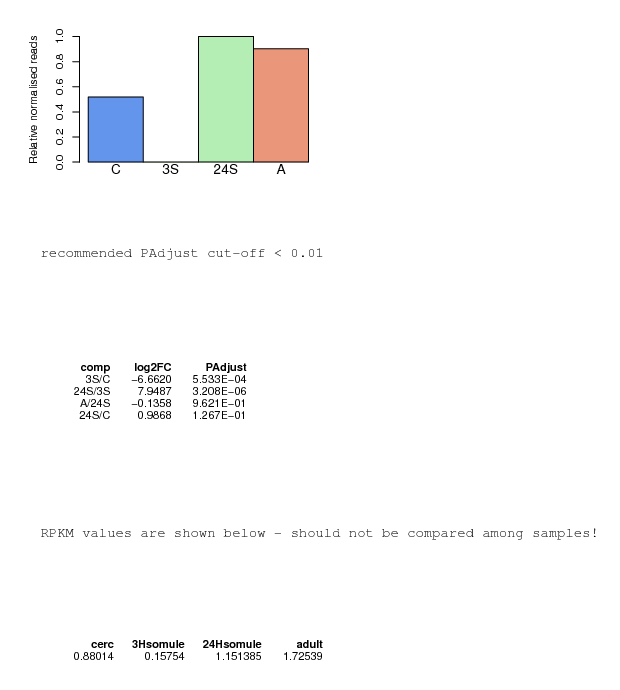 Relative normalised reads
1.0
0.8
0.6
0.4
0.2
0.0
C 3S 24S A
recommended PAdjust cut-off < 0.01
comp log2FC PAdjust
3S/C −6.6620 5.533E−04
24S/3S 7.9487 3.208E−06
A/24S −0.1358 9.621E−01
24S/C 0.9868 1.267E−01
RPKM values are shown below - should not be compared among samples!
cerc 3Hsomule 24Hsomule adult
0.88014 0.15754 1.151385 1.72539